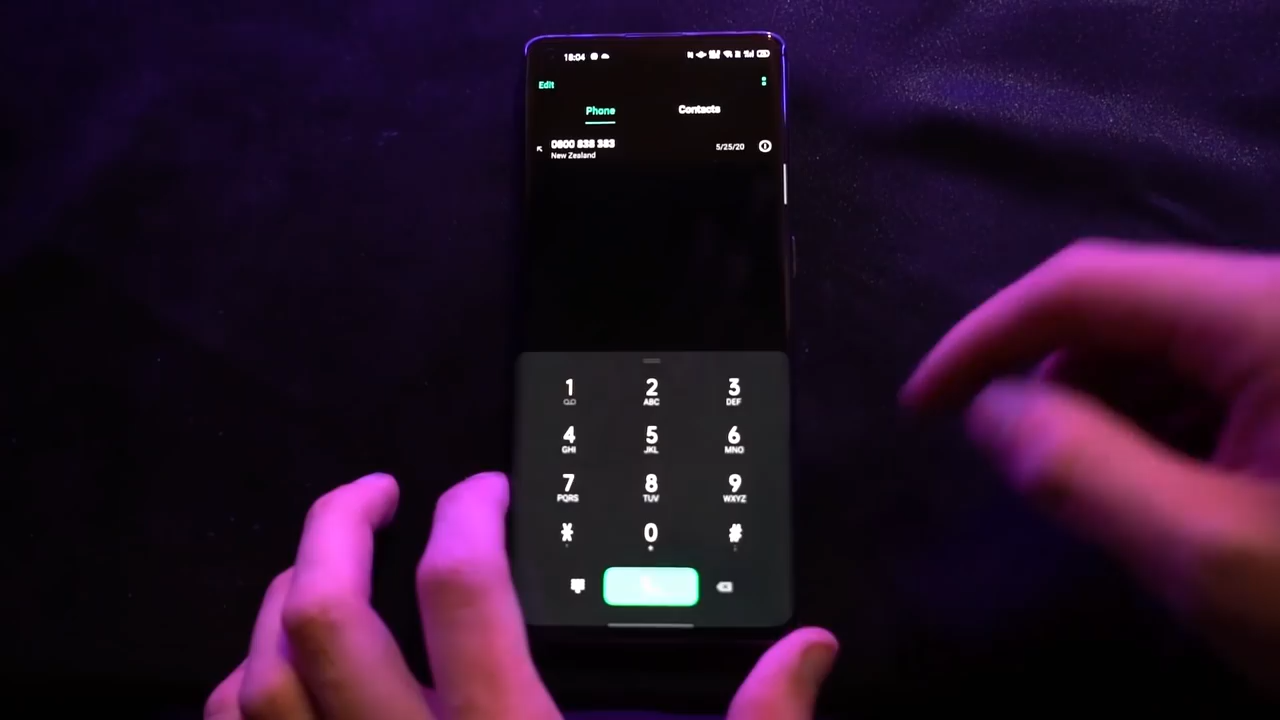 18:04
Edit
Phone
Contacts
0800 838 383
New Zealand
5/25/20
1
2
ABC
3
DEF
4
GHI
5
JKL
6
MNO
7
PQRS
8
TUV
9
WXYZ
*
0
#